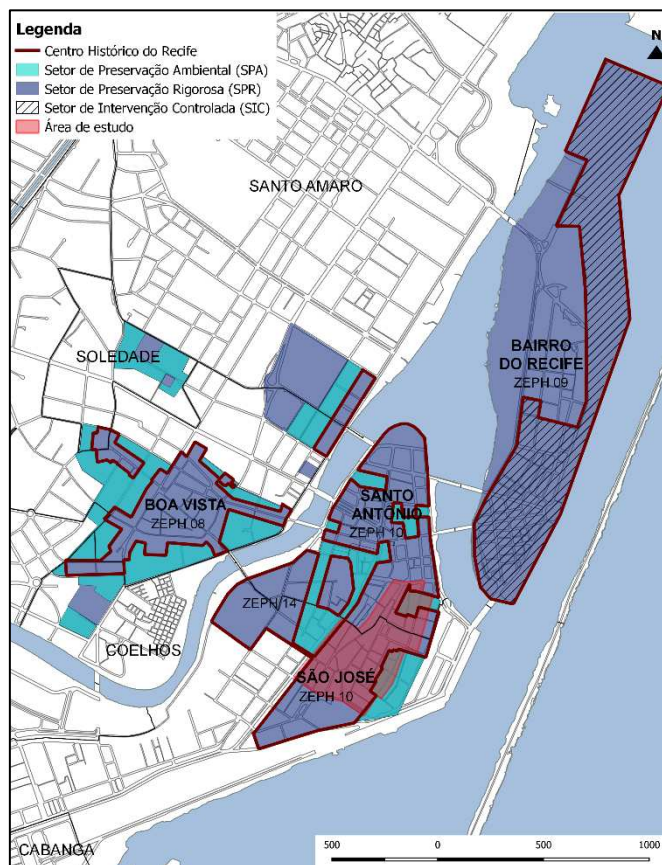 Legenda
Centro Histórico do Recife
Setor de Preservação Ambiental (SPA)
Setor de Preservação Rigorosa (SPR)
Setor de Intervenção Controlada (SIC)
Área de estudo
N
SANTO AMARO
SOLEDADE
BAIRRO
DO RECIFE
ZEPH 09
BOA VISTA
ZEPH 08
SANTO
ANTÔNIO
ZEPH 10
ZEPH 14
COELHOS
SÃO JOSÉ
ZEPH 10
CABANGA
500 0 500 1000